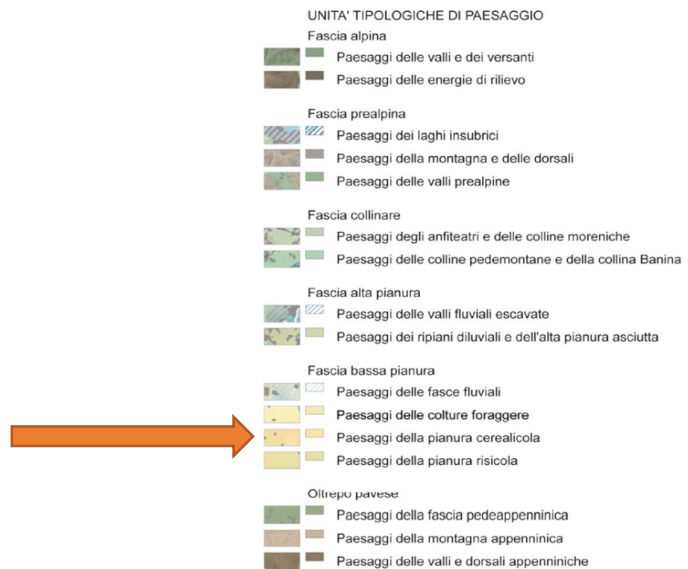 UNITA' TIPOLOGICHE DI PAESAGGIO
Fascia alpina
Paesaggi delle valli e dei versanti
Paesaggi delle energie di rilievo
Fascia prealpina
Paesaggi dei laghi insubrici
Paesaggi della montagna e delle dorsali
Paesaggi delle valli prealpine
Fascia collinare
Paesaggi degli anfiteatri e delle colline moreniche
Paesaggi delle colline pedemontane e della collina Banina
Fascia alta pianura
Paesaggi delle valli fluviali escavate
Paesaggi dei ripiani diluviali e dell'alta pianura asciutta
Fascia bassa pianura
Paesaggi delle fasce fluviali
Paesaggi delle colture foraggere
Paesaggi della pianura cerealicola
Paesaggi della pianura risicola
Oltrepo pavese
Paesaggi della fascia pedeappenninica
Paesaggi della montagna appenninica
Paesaggi delle valli e dorsali appenniniche